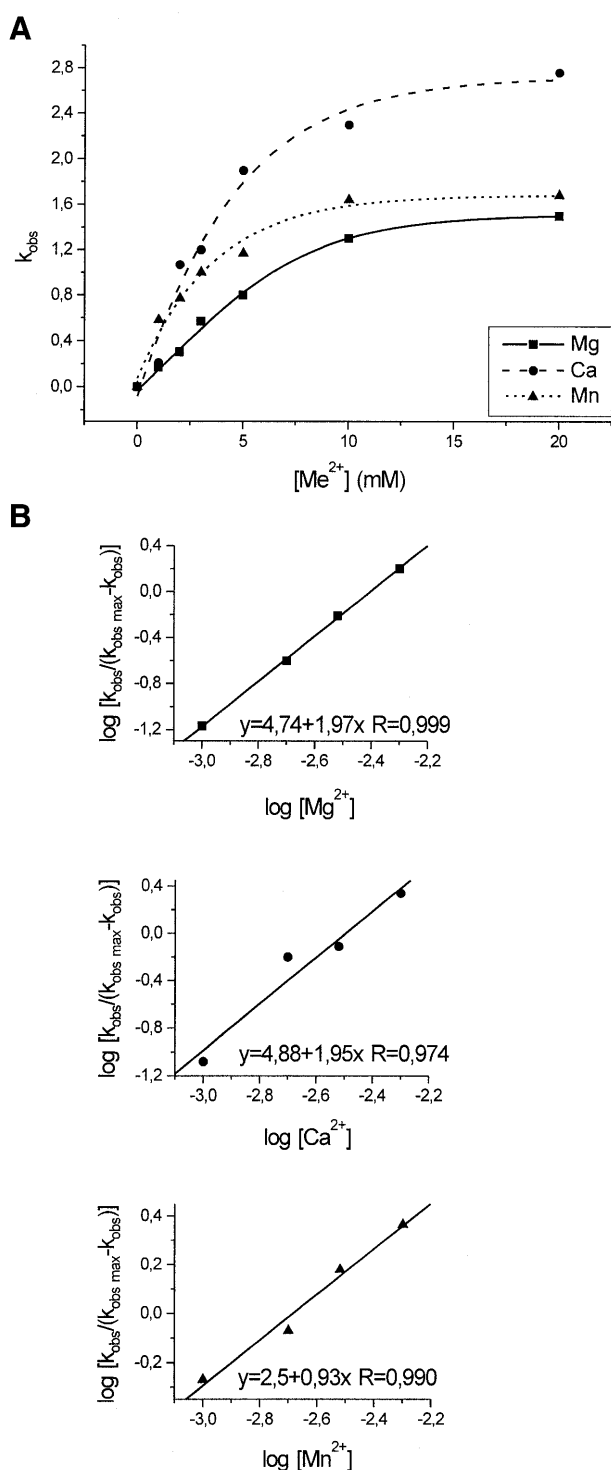 A
2,8
2,4
2,0
1,6
1,2
0,8
0,4
0,0
k_obs
0 5 10 15 20
[Me²⁺] (mM)
Mg
Ca
Mn
B
0,4
0,0
-0,4
-0,8
-1,2
log [k_obs/(k_obs max-k_obs)]
y=4,74+1,97x R=0,999
-3,0 -2,8 -2,6 -2,4 -2,2
log [Mg²⁺]
0,4
0,0
-0,4
-0,8
-1,2
log [k_obs/(k_obs max-k_obs)]
y=4,88+1,95x R=0,974
-3,0 -2,8 -2,6 -2,4 -2,2
log [Ca²⁺]
0,4
0,2
0,0
-0,2
log [k_obs/(k_obs max-k_obs)]
y=2,5+0,93x R=0,990
-3,0 -2,8 -2,6 -2,4 -2,2
log [Mn²⁺]